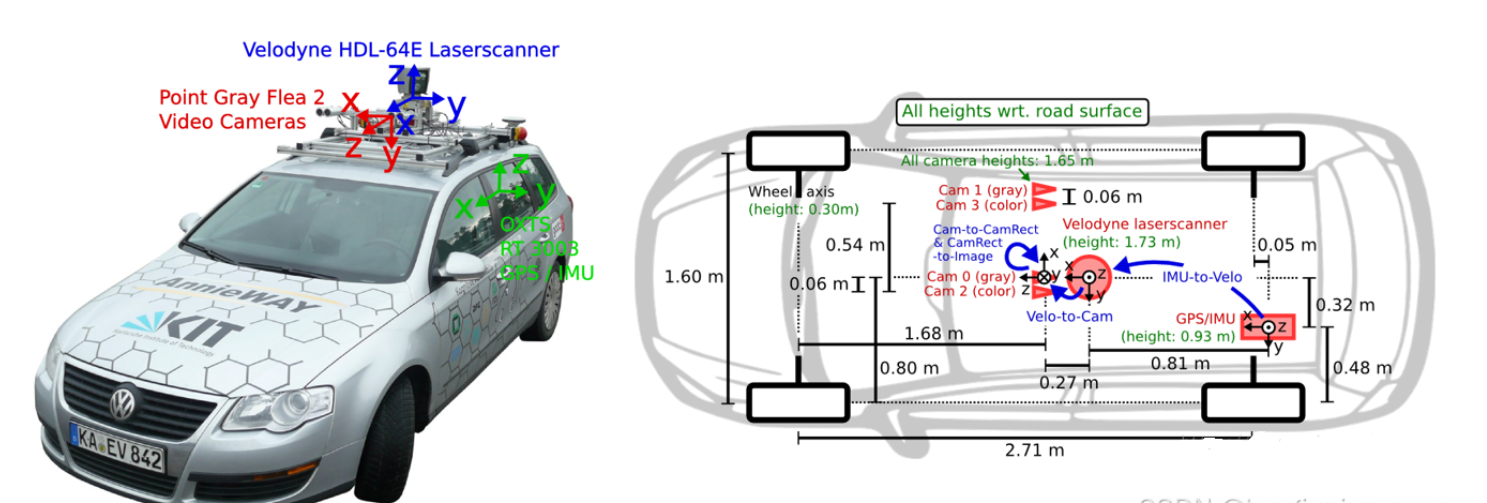 Velodyne HDL-64E Laserscanner
Point Gray Flea 2
Video Cameras
z
y
x
x
z
y
z
y
x
OXTS
RT 3003
GPS / IMU
AnnieWAY
KIT
Karlsruhe Institute of Technology
KA EV 842
All heights wrt. road surface
All camera heights: 1.65 m
Wheel axis
(height: 0.30m)
Cam 1 (gray)
Cam 3 (color)
0.06 m
Velodyne laserscanner
(height: 1.73 m)
Cam-to-CamRect
& CamRect
-to-Image
0.54 m
0.05 m
1.60 m
0.06 m
Cam 0 (gray)
Cam 2 (color)
x
y
z
x
z
y
IMU-to-Velo
Velo-to-Cam
0.32 m
GPS/IMU
(height: 0.93 m)
x
z
y
1.68 m
0.80 m
0.27 m
0.81 m
0.48 m
2.71 m